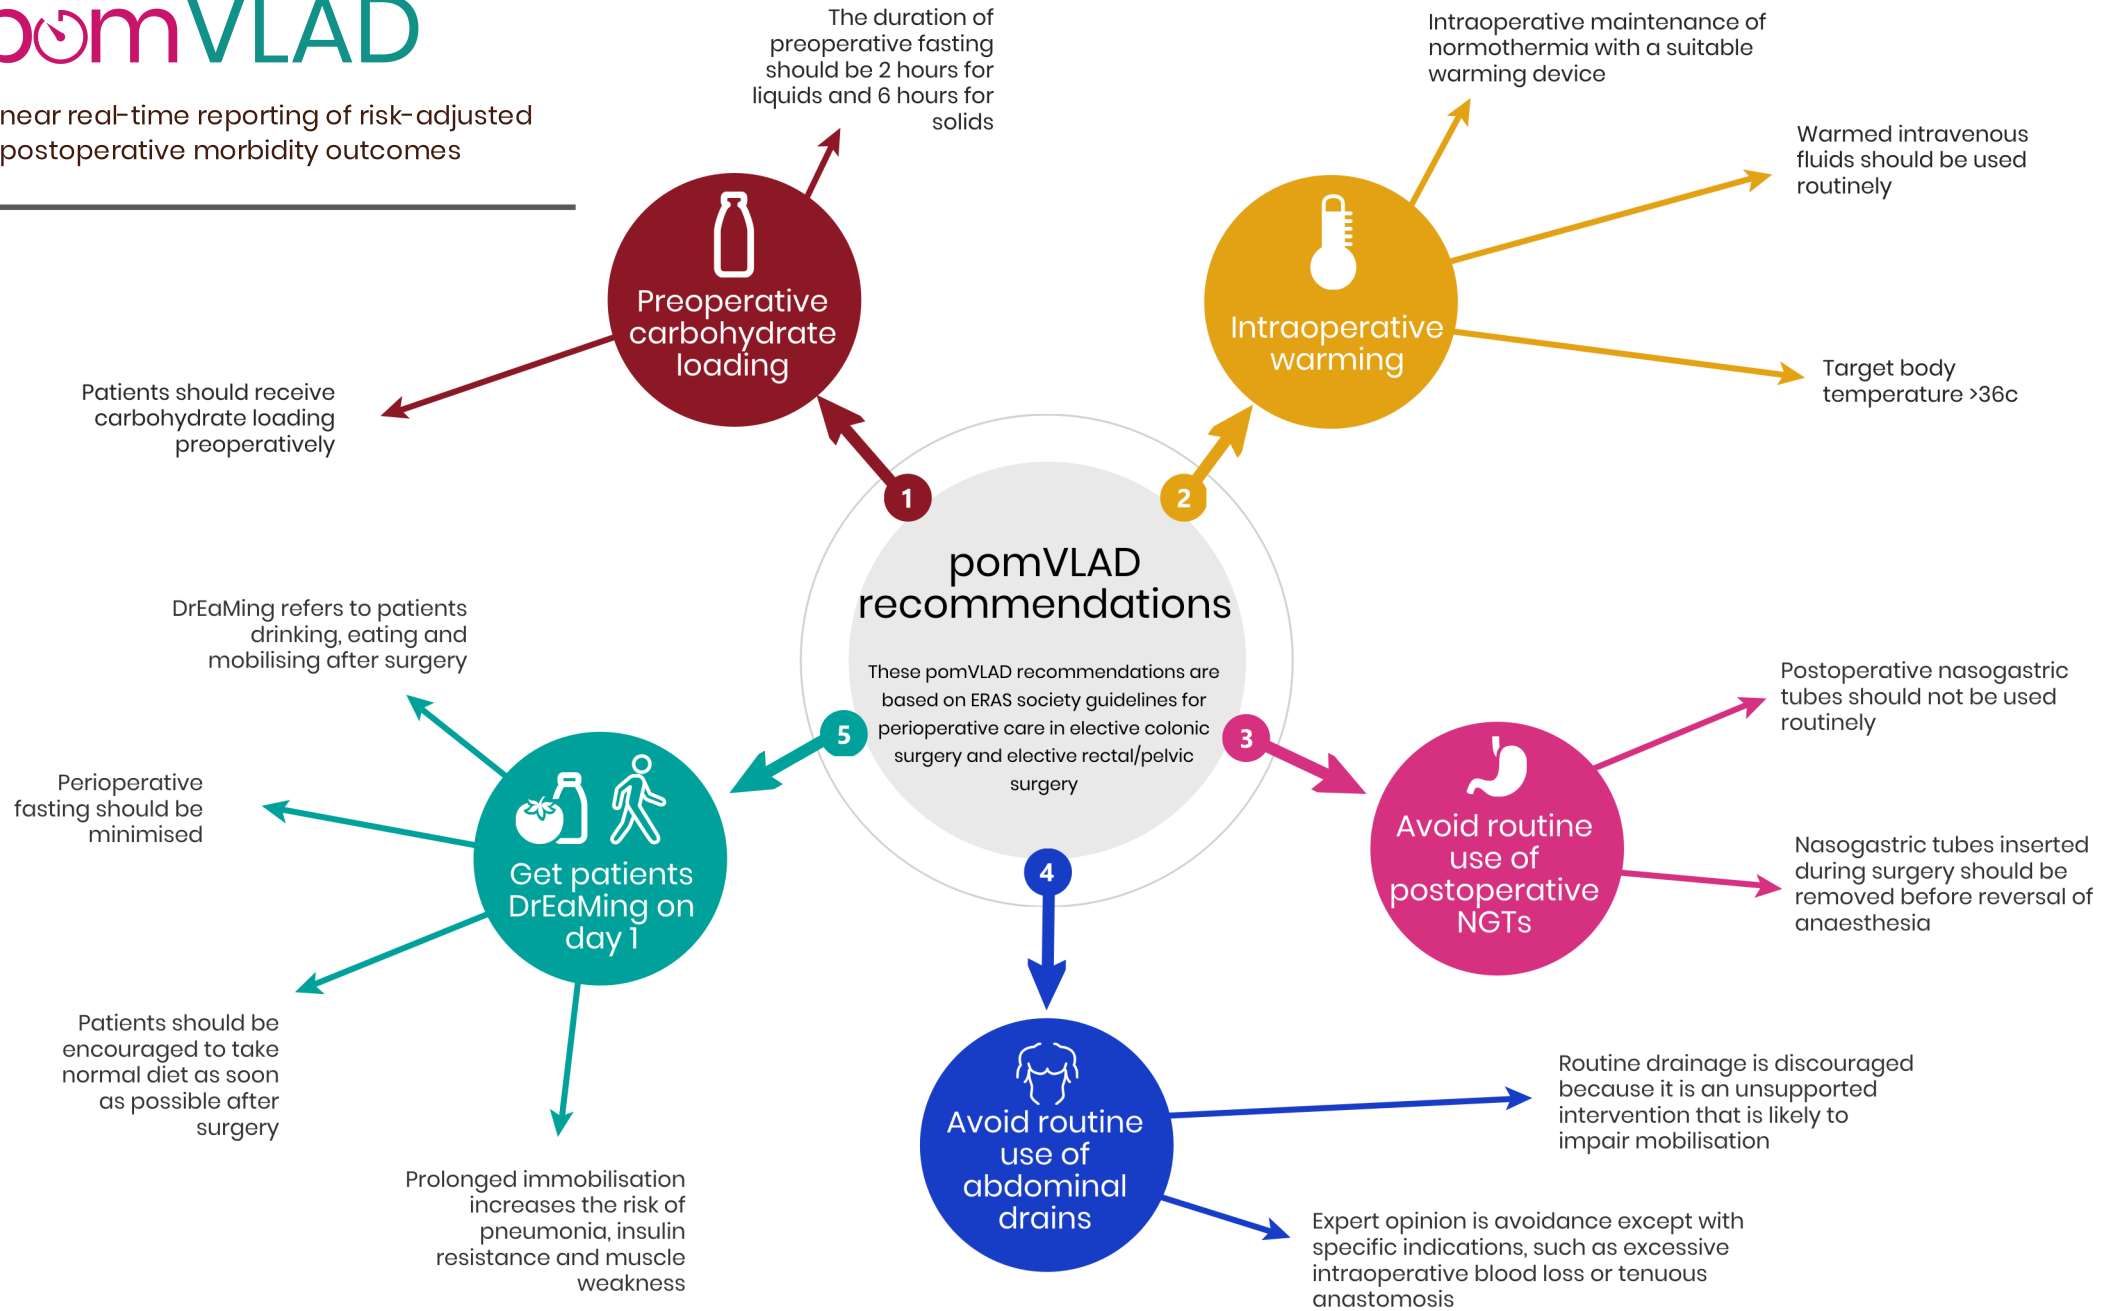 pomVLAD
near real-time reporting of risk-adjusted
postoperative morbidity outcomes
The duration of
preoperative fasting
should be 2 hours for
liquids and 6 hours for
solids
Preoperative
carbohydrate
loading
Patients should receive
carbohydrate loading
preoperatively
1
Intraoperative maintenance of
normothermia with a suitable
warming device
Warmed intravenous
fluids should be used
routinely
Intraoperative
warming
Target body
temperature >36c
2
pomVLAD
recommendations
These pomVLAD recommendations are
based on ERAS society guidelines for
perioperative care in elective colonic
surgery and elective rectal/pelvic
surgery
3
Postoperative nasogastric
tubes should not be used
routinely
Avoid routine
use of
postoperative
NGTs
Nasogastric tubes inserted
during surgery should be
removed before reversal of
anaesthesia
4
Avoid routine
use of
abdominal
drains
Routine drainage is discouraged
because it is an unsupported
intervention that is likely to
impair mobilisation
Expert opinion is avoidance except with
specific indications, such as excessive
intraoperative blood loss or tenuous
anastomosis
5
DrEaMing refers to patients
drinking, eating and
mobilising after surgery
Perioperative
fasting should be
minimised
Get patients
DrEaMing on
day 1
Patients should be
encouraged to take
normal diet as soon
as possible after
surgery
Prolonged immobilisation
increases the risk of
pneumonia, insulin
resistance and muscle
weakness